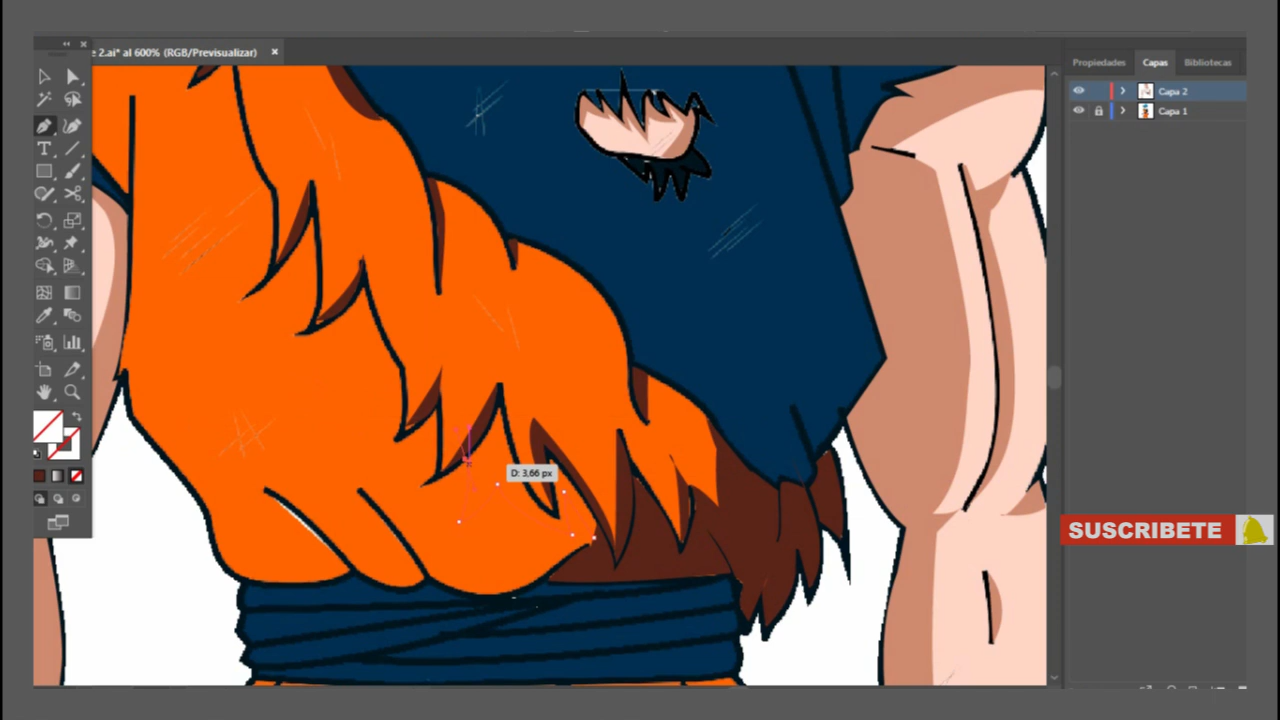 e 2.ai* al 600% (RGB/Previsualizar)
Propiedades
Capas
Bibliotecas
Capa 2
Capa 1
D: 3,66 px
SUSCRIBETE